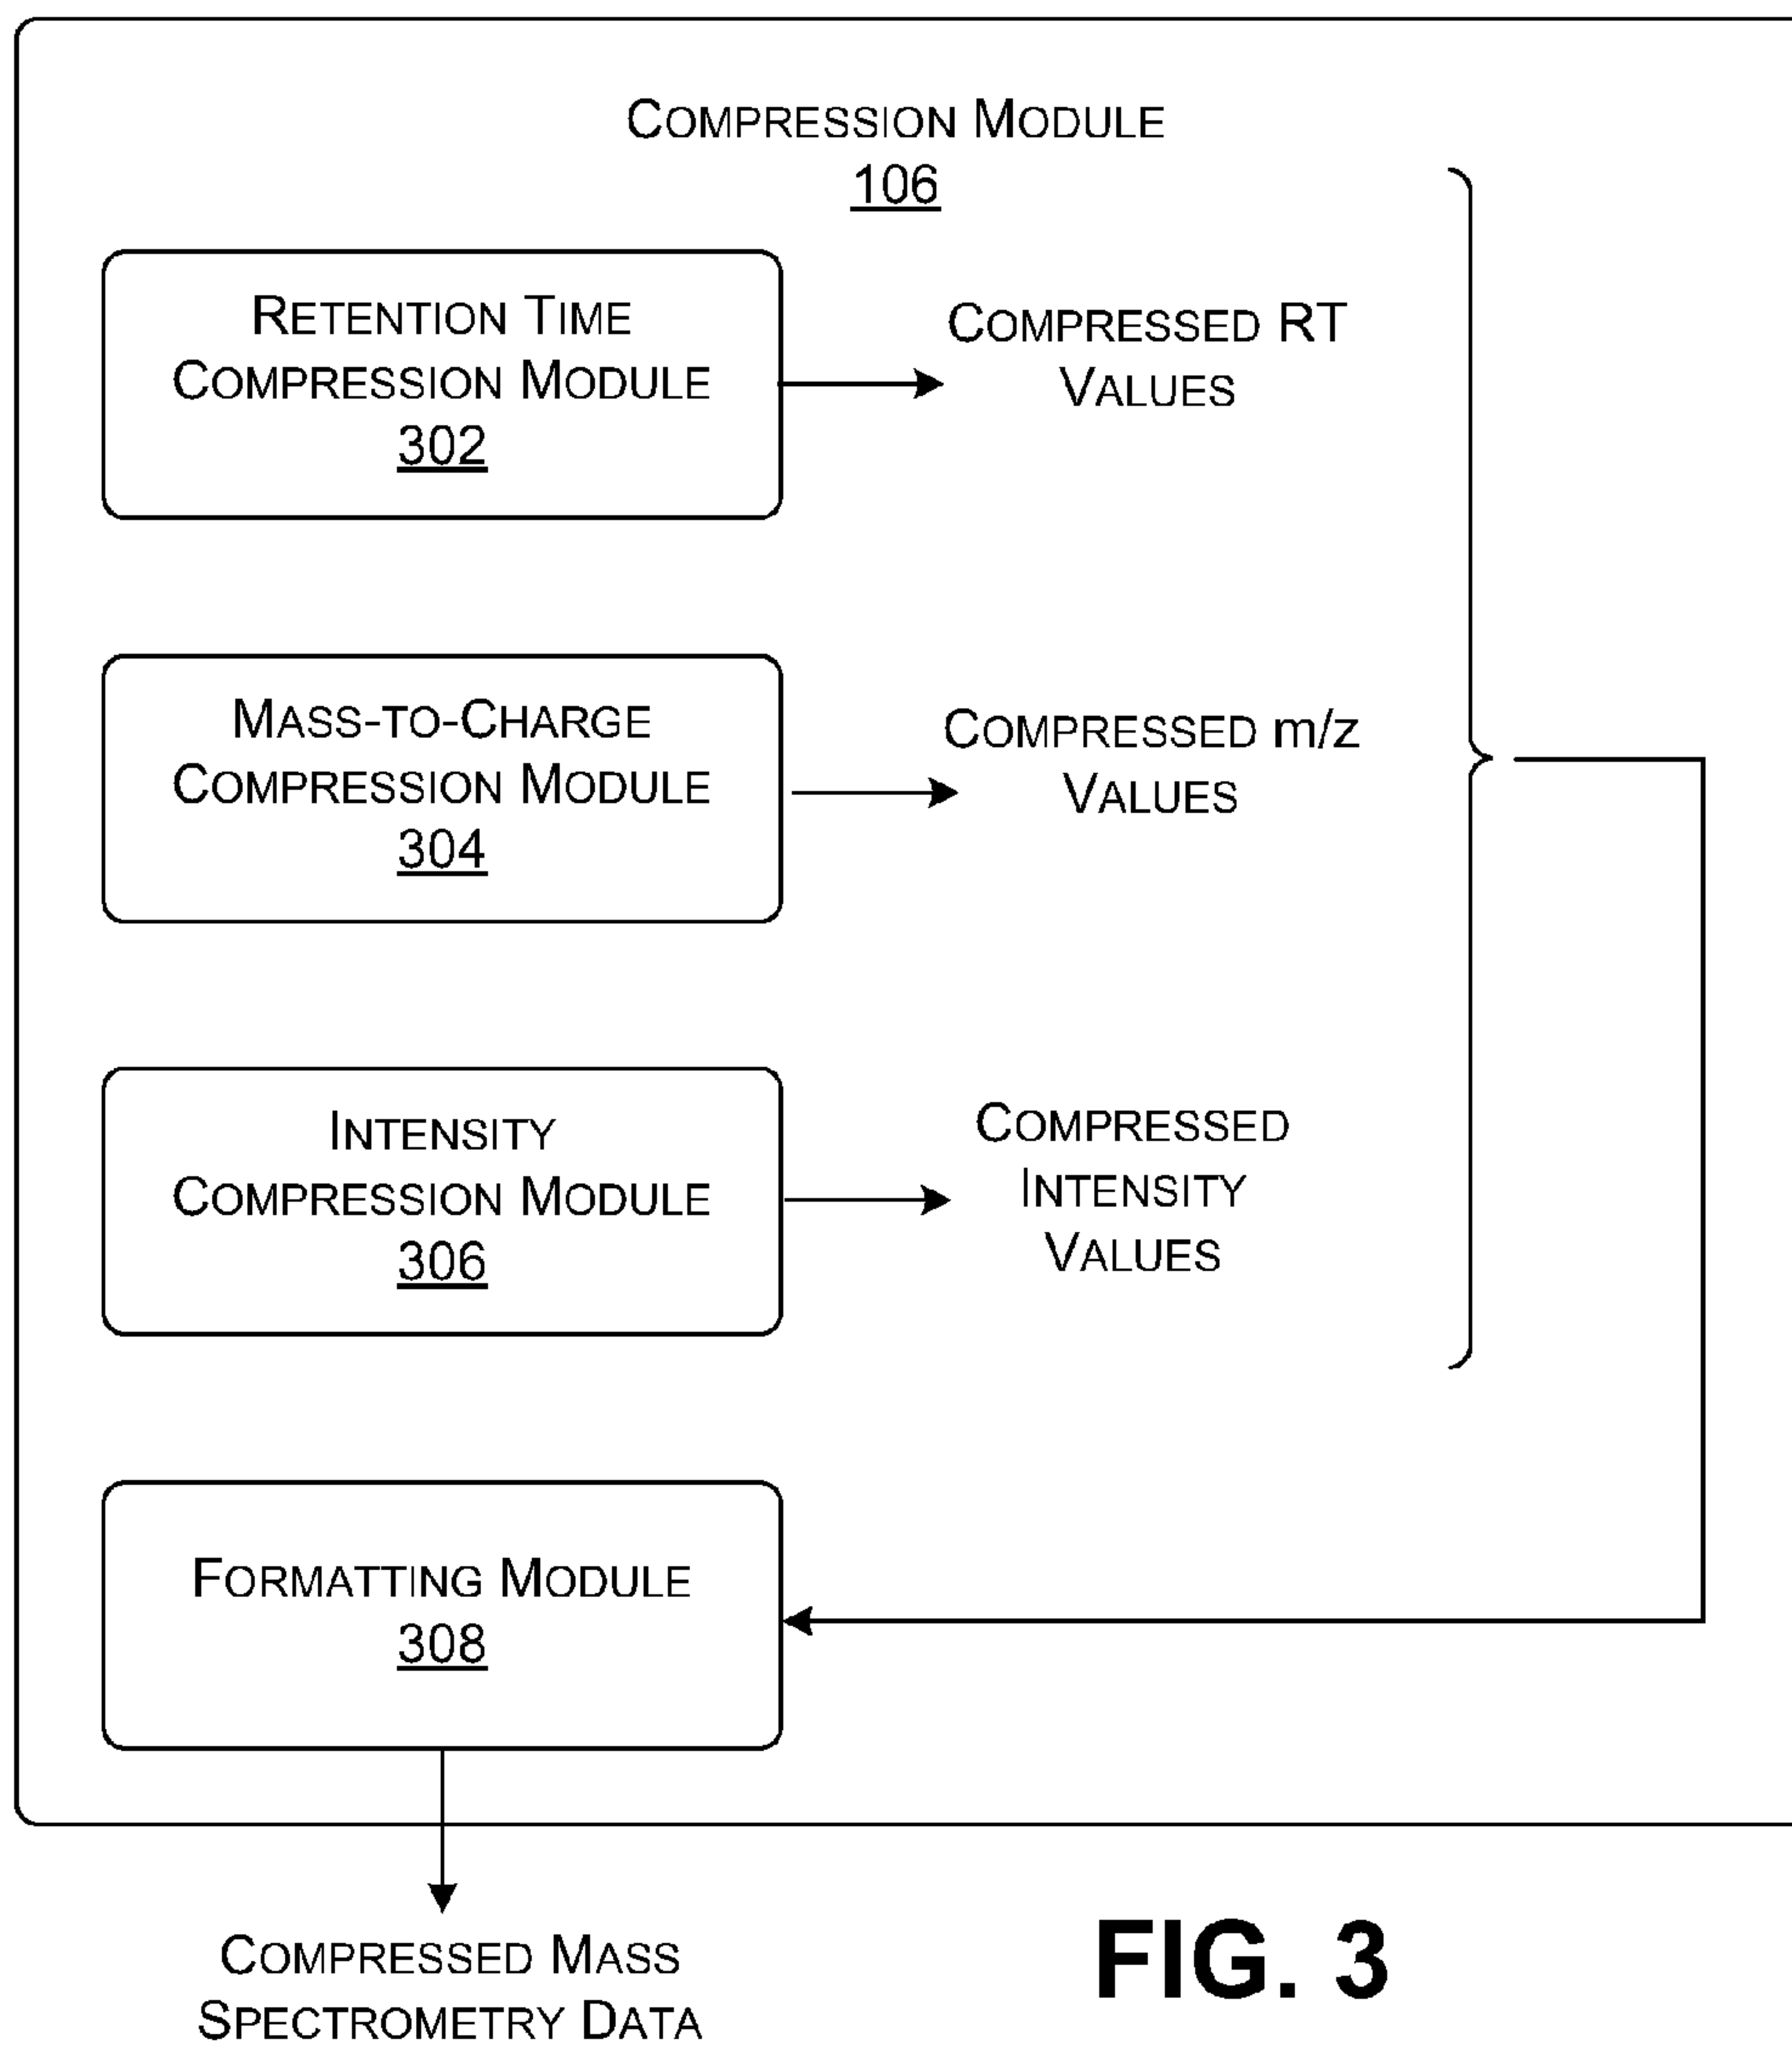 COMPRESSION MODULE
106
RETENTION TIME
COMPRESSION MODULE
302
COMPRESSED RT
VALUES
MASS-TO-CHARGE
COMPRESSION MODULE
304
COMPRESSED m/z
VALUES
INTENSITY
COMPRESSION MODULE
306
COMPRESSED
INTENSITY
VALUES
FORMATTING MODULE
308
COMPRESSED MASS
SPECTROMETRY DATA
FIG. 3